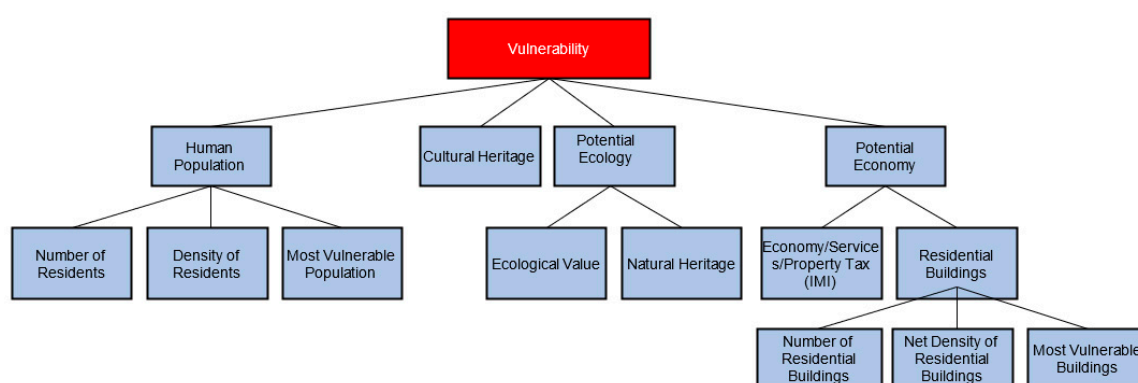 Vulnerability
Human
Population
Cultural Heritage
Potential
Ecology
Potential
Economy
Number of
Residents
Density of
Residents
Most Vulnerable
Population
Ecological Value
Natural Heritage
Economy/Service
s/Property Tax
(IMI)
Residential
Buildings
Number of
Residential
Buildings
Net Density of
Residential
Buildings
Most Vulnerable
Buildings